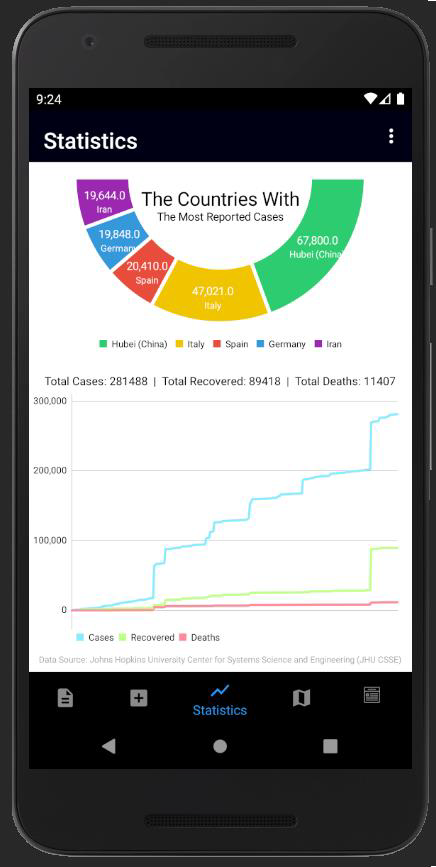 9:24
Statistics
The Countries With
The Most Reported Cases
19,644.0
Iran
19,848.0
German
20,410.0
Spain
47,021.0
Italy
67,800.0
Hubei (China
Hubei (China) Italy Spain Germany Iran
Total Cases: 281488 | Total Recovered: 89418 | Total Deaths: 11407
300,000
200,000
100,000
0
Cases Recovered Deaths
Data Source: Johns Hopkins University Center for Systems Science and Engineering (JHU CSSE)
Statistics